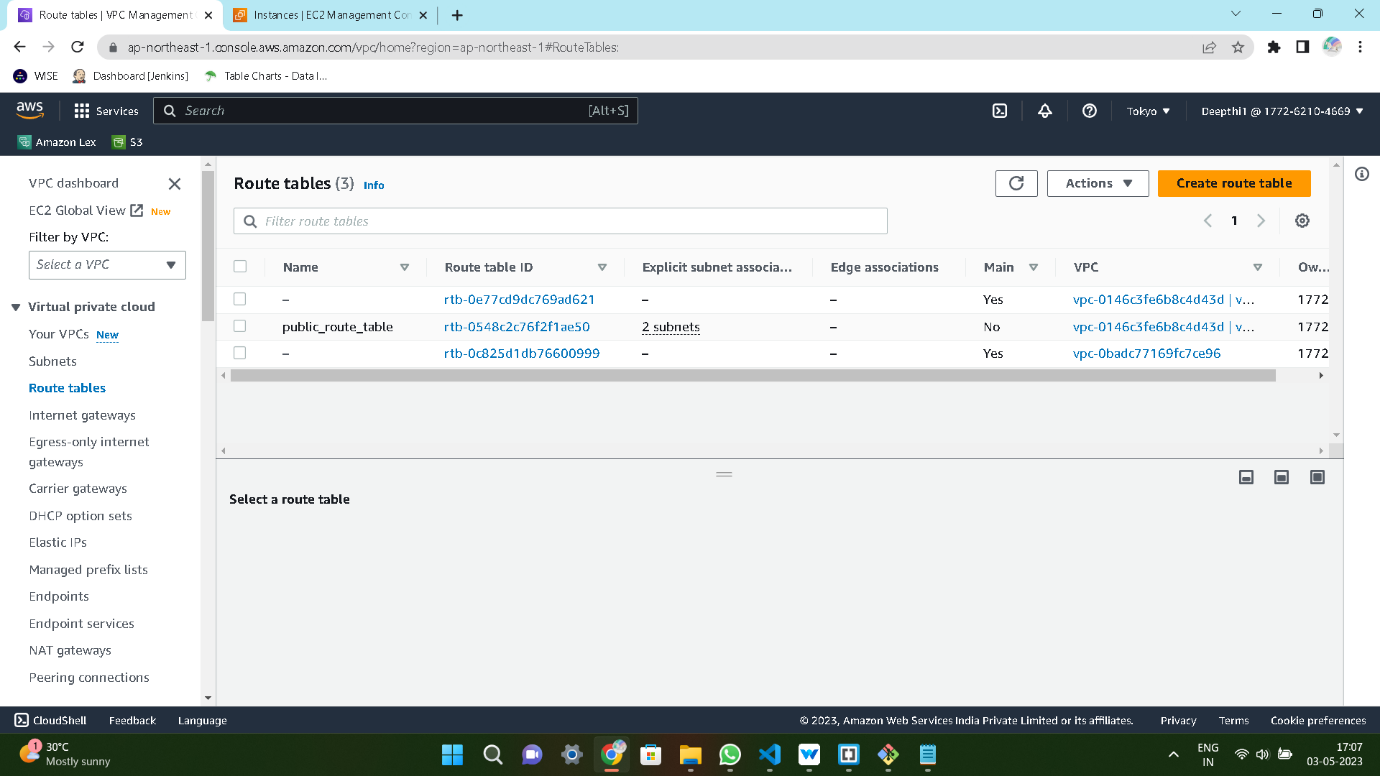 Route tables | VPC Management
Instances | EC2 Management Con
ap-northeast-1.console.aws.amazon.com/vpc/home?region=ap-northeast-1#RouteTables:
WISE
Dashboard [Jenkins]
Table Charts - Data I...
aws
Services
Search
[Alt+S]
Tokyo
Deepthi1 @ 1772-6210-4669
Amazon Lex
S3
VPC dashboard
EC2 Global View New
Filter by VPC:
Select a VPC
Virtual private cloud
Your VPCs New
Subnets
Route tables
Internet gateways
Egress-only internet
gateways
Carrier gateways
DHCP option sets
Elastic IPs
Managed prefix lists
Endpoints
Endpoint services
NAT gateways
Peering connections
Route tables (3) Info
Actions
Create route table
Filter route tables
1
Name Route table ID Explicit subnet associa... Edge associations Main VPC Ow...
– rtb-0e77cd9dc769ad621 – – Yes vpc-0146c3fe6b8c4d43d | v... 1772
public_route_table rtb-0548c2c76f2f1ae50 2 subnets – No vpc-0146c3fe6b8c4d43d | v... 1772
– rtb-0c825d1db76600999 – – Yes vpc-0badc77169fc7ce96 1772
Select a route table
CloudShell Feedback Language
© 2023, Amazon Web Services India Private Limited or its affiliates. Privacy Terms Cookie preferences
1
30°C
Mostly sunny
ENG
IN
17:07
03-05-2023